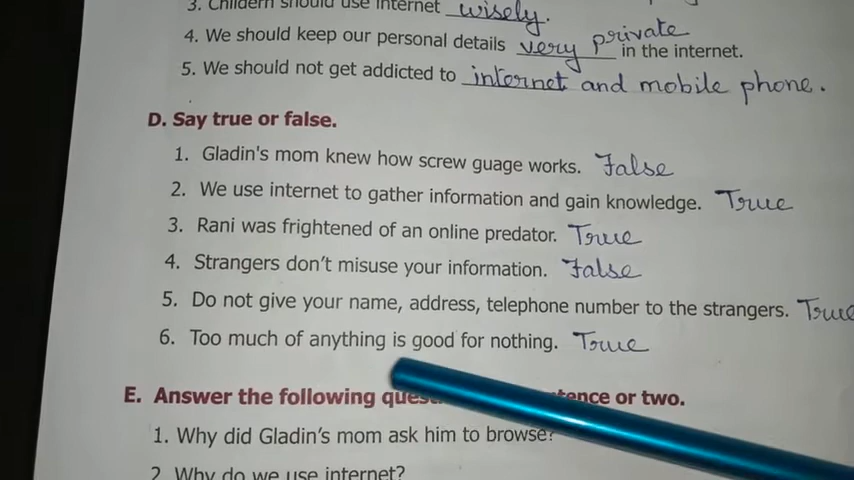 3. Childern should use internet wisely.
4. We should keep our personal details very private in the internet.
5. We should not get addicted to internet and mobile phone.
D. Say true or false.
1. Gladin's mom knew how screw guage works. False
2. We use internet to gather information and gain knowledge. True
3. Rani was frightened of an online predator. True
4. Strangers don't misuse your information. False
5. Do not give your name, address, telephone number to the strangers. True
6. Too much of anything is good for nothing. True
E. Answer the following or two.
1. Why did Gladin's mom ask him to browse?
2. Why do we use internet?